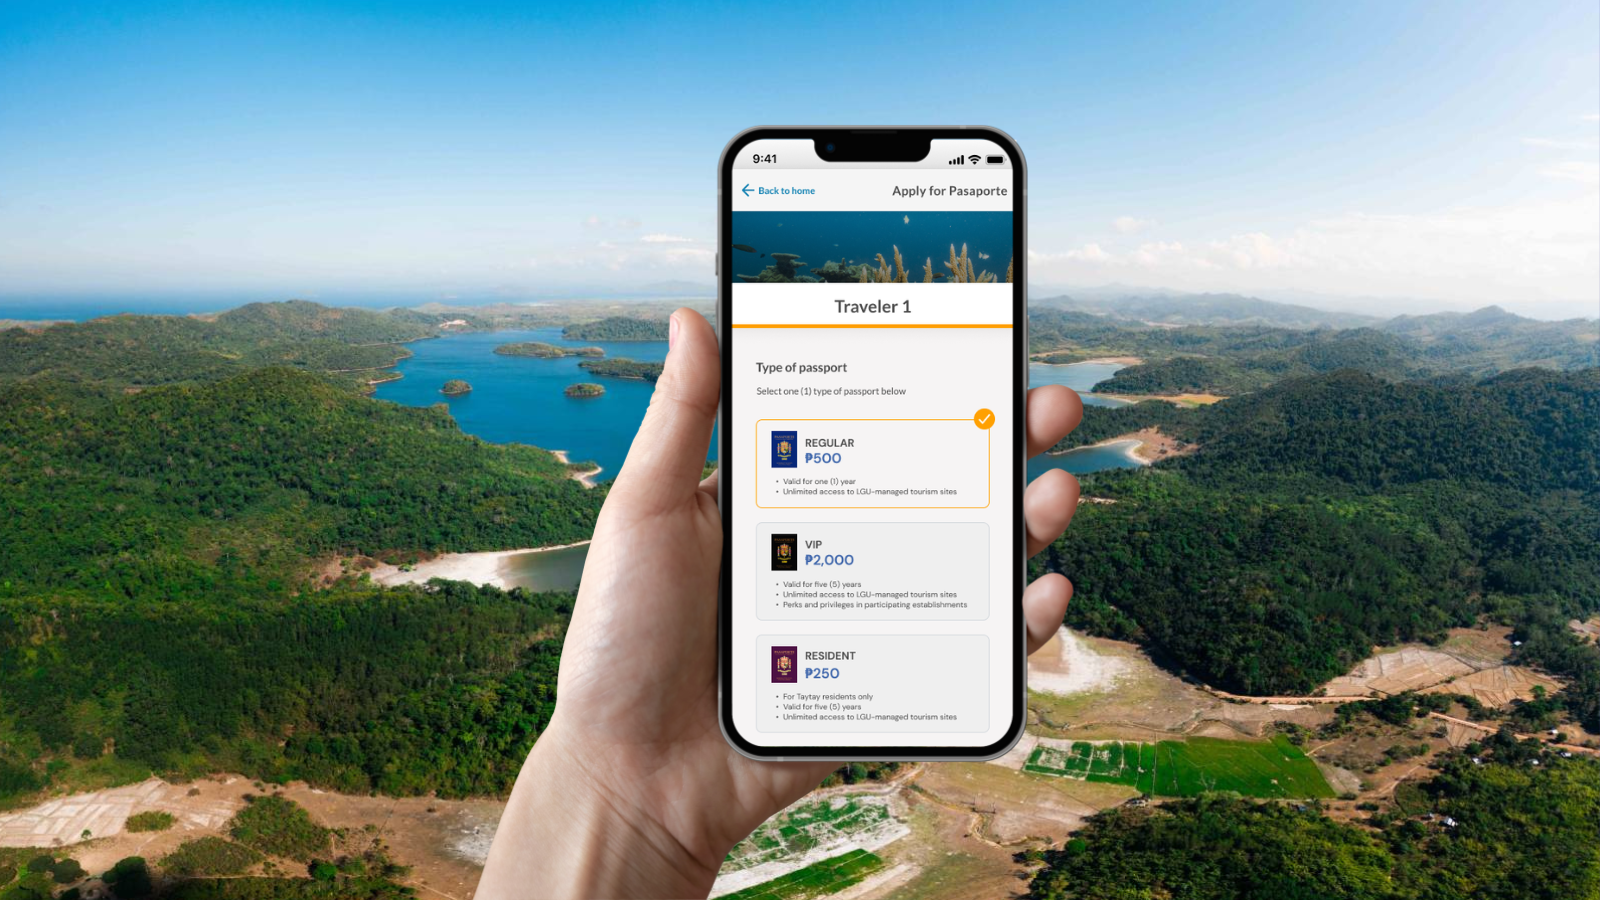 9:41
Back to home
Apply for Pasaporte
Traveler 1
Type of passport
Select one (1) type of passport below
REGULAR
₱500
• Valid for one (1) year
• Unlimited access to LGU-managed tourism sites
VIP
₱2,000
• Valid for five (5) years
• Unlimited access to LGU-managed tourism sites
• Perks and privileges in participating establishments
RESIDENT
₱250
• For Taytay residents only
• Valid for five (5) years
• Unlimited access to LGU-managed tourism sites